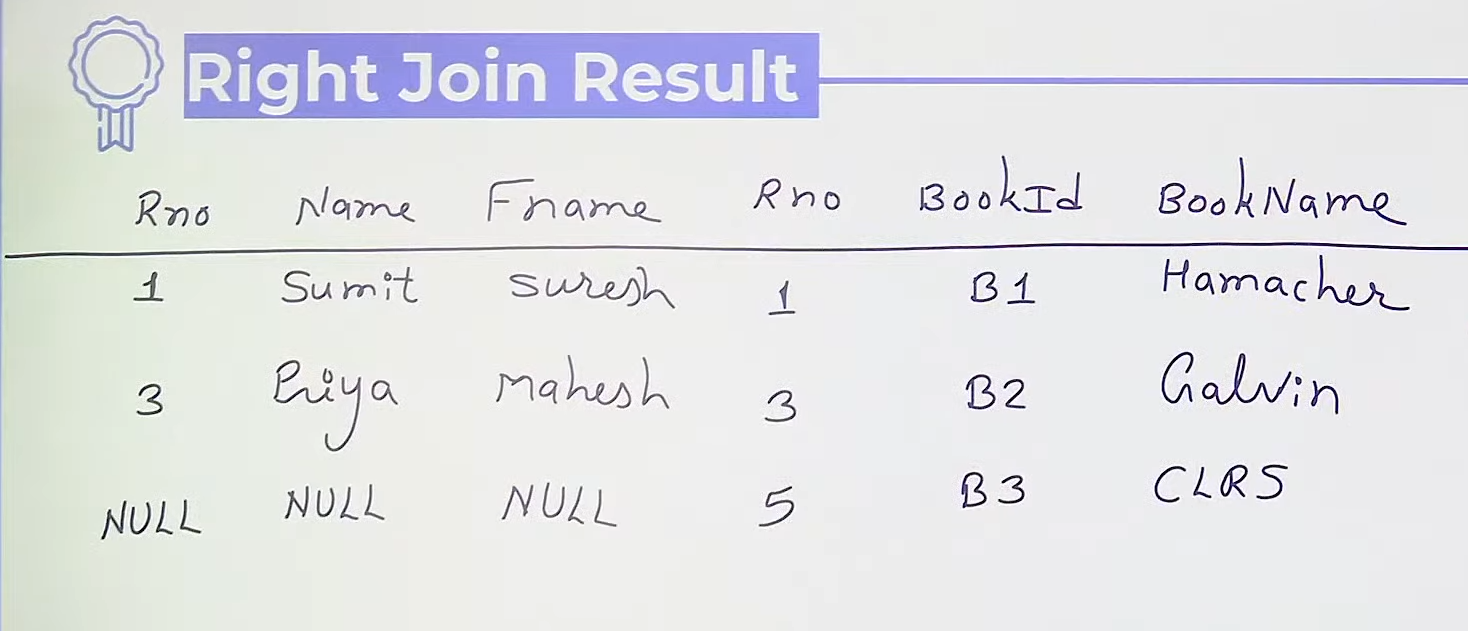 Right Join Result
Rno Name Fname Rno BookId BookName
1 Sumit Suresh 1 B1 Hamacher
3 Priya Mahesh 3 B2 Galvin
NULL NULL NULL 5 B3 CLRS